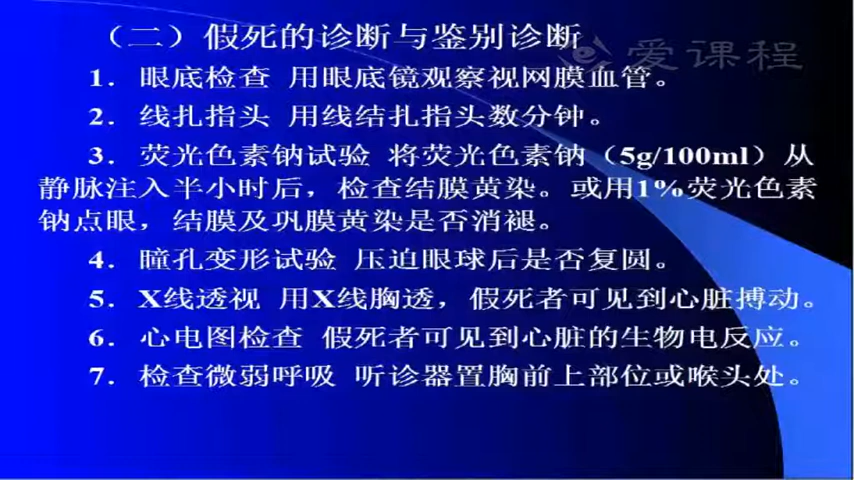 （二）假死的诊断与鉴别诊断
爱课程
1．眼底检查 用眼底镜观察视网膜血管。
2．线扎指头 用线结扎指头数分钟。
3．荧光色素钠试验 将荧光色素钠（5g/100ml）从
静脉注入半小时后，检查结膜黄染。或用1%荧光色素
钠点眼，结膜及巩膜黄染是否消褪。
4．瞳孔变形试验 压迫眼球后是否复圆。
5．X线透视 用X线胸透，假死者可见到心脏搏动。
6．心电图检查 假死者可见到心脏的生物电反应。
7．检查微弱呼吸 听诊器置胸前上部位或喉头处。